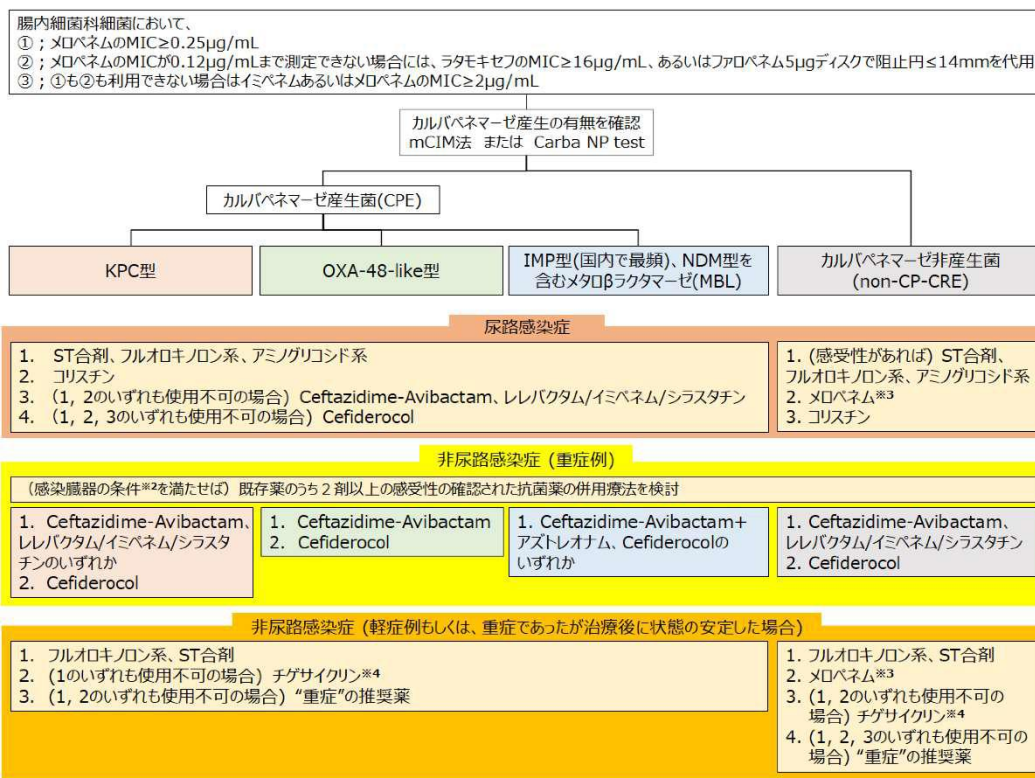 腸内細菌科細菌において、
①；メロペネムのMIC≥0.25μg/mL
②；メロペネムのMICが0.12μg/mLまで測定できない場合には、ラタモキセフのMIC≥16μg/mL、あるいはファロペネム5μgディスクで阻止円≤14mmを代用
③；①も②も利用できない場合はイミペネムあるいはメロペネムのMIC≥2μg/mL
カルバペネマーゼ産生の有無を確認
mCIM法 または Carba NP test
カルバペネマーゼ産生菌(CPE)
KPC型
OXA-48-like型
IMP型(国内で最頻)、NDM型を
含むメタロβラクタマーゼ(MBL)
カルバペネマーゼ非産生菌
(non-CP-CRE)
尿路感染症
1. ST合剤、フルオロキノロン系、アミノグリコシド系
2. コリスチン
3. (1, 2のいずれも使用不可の場合) Ceftazidime-Avibactam、レレバクタム/イミペネム/シラスタチン
4. (1, 2, 3のいずれも使用不可の場合) Cefiderocol
1. (感受性があれば) ST合剤、
フルオロキノロン系、アミノグリコシド系
2. メロペネム※3
3. コリスチン
非尿路感染症 (重症例)
(感染臓器の条件※2を満たせば) 既存薬のうち２剤以上の感受性の確認された抗菌薬の併用療法を検討
1. Ceftazidime-Avibactam、
レレバクタム/イミペネム/シラスタ
チンのいずれか
2. Cefiderocol
1. Ceftazidime-Avibactam
2. Cefiderocol
1. Ceftazidime-Avibactam+
アズトレオナム、Cefiderocolの
いずれか
1. Ceftazidime-Avibactam、
レレバクタム/イミペネム/シラスタチン
2. Cefiderocol
非尿路感染症 (軽症例もしくは、重症であったが治療後に状態の安定した場合)
1. フルオロキノロン系、ST合剤
2. (1のいずれも使用不可の場合) チゲサイクリン※4
3. (1, 2のいずれも使用不可の場合) “重症”の推奨薬
1. フルオロキノロン系、ST合剤
2. メロペネム※3
3. (1, 2のいずれも使用不可の
場合) チゲサイクリン※4
4. (1, 2, 3のいずれも使用不可の
場合) “重症”の推奨薬